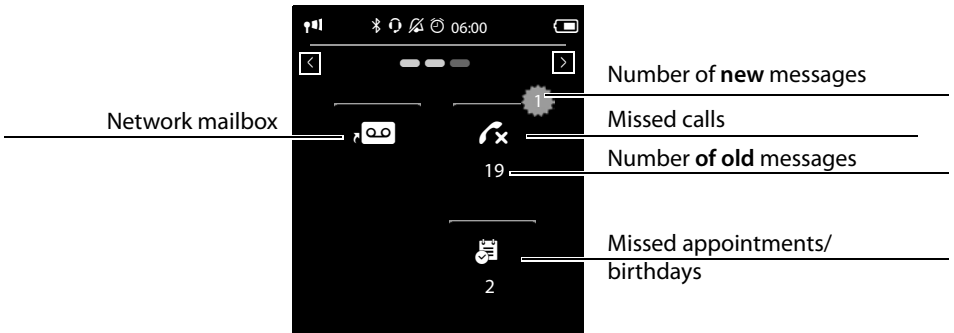 06:00
Number of new messages
1
Network mailbox
Missed calls
Number of old messages
19
Missed appointments/
birthdays
2